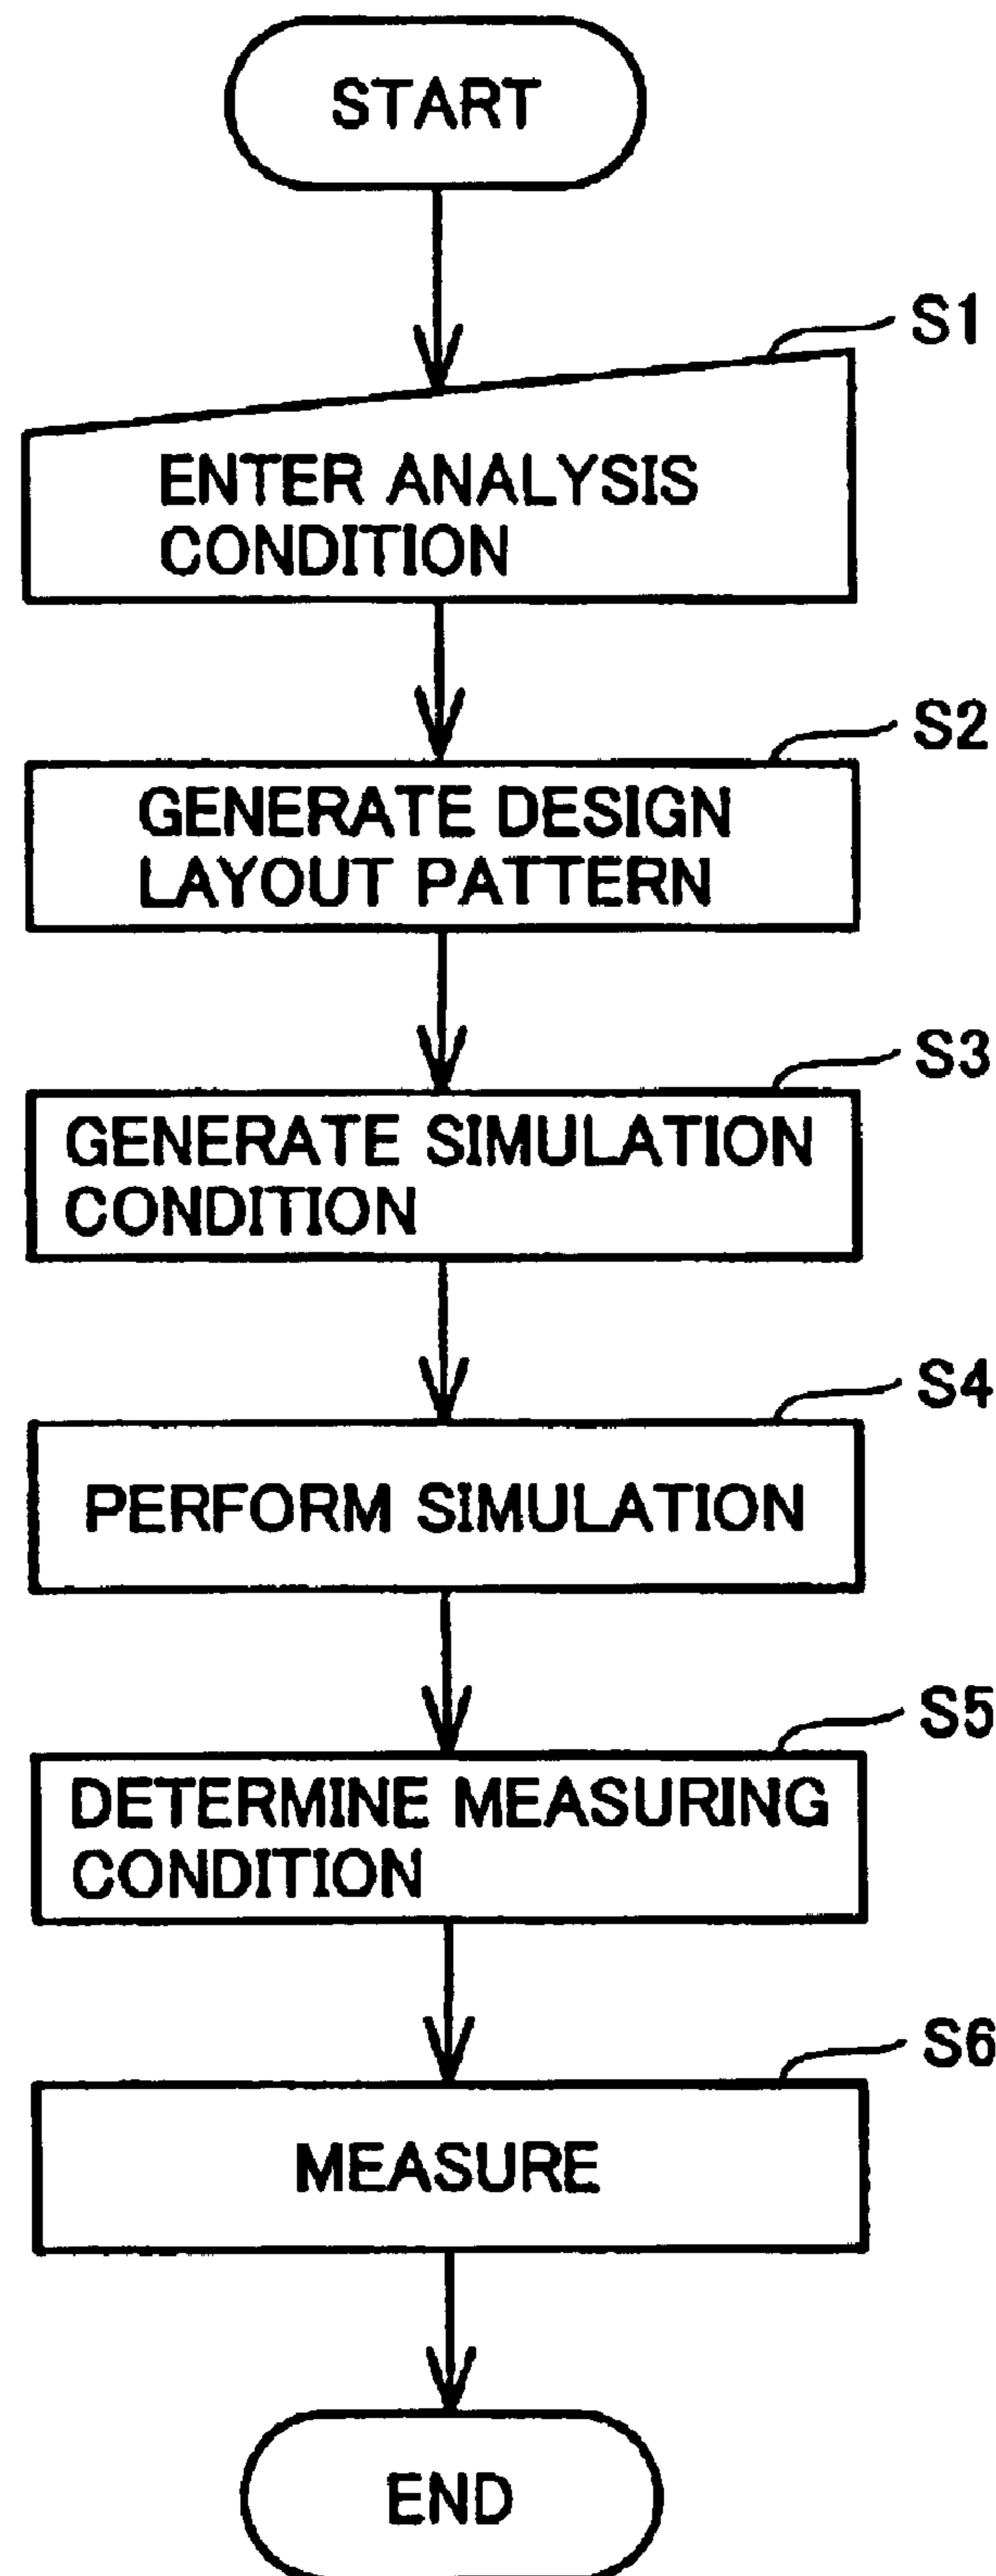 START
S1
ENTER ANALYSIS
CONDITION
S2
GENERATE DESIGN
LAYOUT PATTERN
S3
GENERATE SIMULATION
CONDITION
S4
PERFORM SIMULATION
S5
DETERMINE MEASURING
CONDITION
S6
MEASURE
END